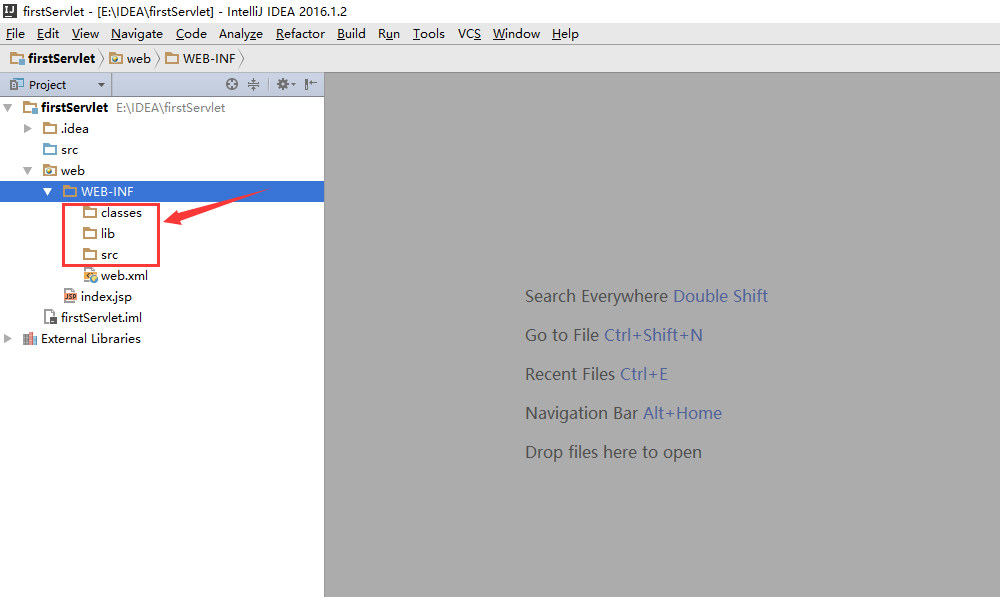 firstServlet - [E:\IDEA\firstServlet] - IntelliJ IDEA 2016.1.2
File Edit View Navigate Code Analyze Refactor Build Run Tools VCS Window Help
firstServlet web WEB-INF
Project
firstServlet E:\IDEA\firstServlet
.idea
src
web
WEB-INF
classes
lib
src
web.xml
JSP index.jsp
firstServlet.iml
External Libraries
Search Everywhere Double Shift
Go to File Ctrl+Shift+N
Recent Files Ctrl+E
Navigation Bar Alt+Home
Drop files here to open